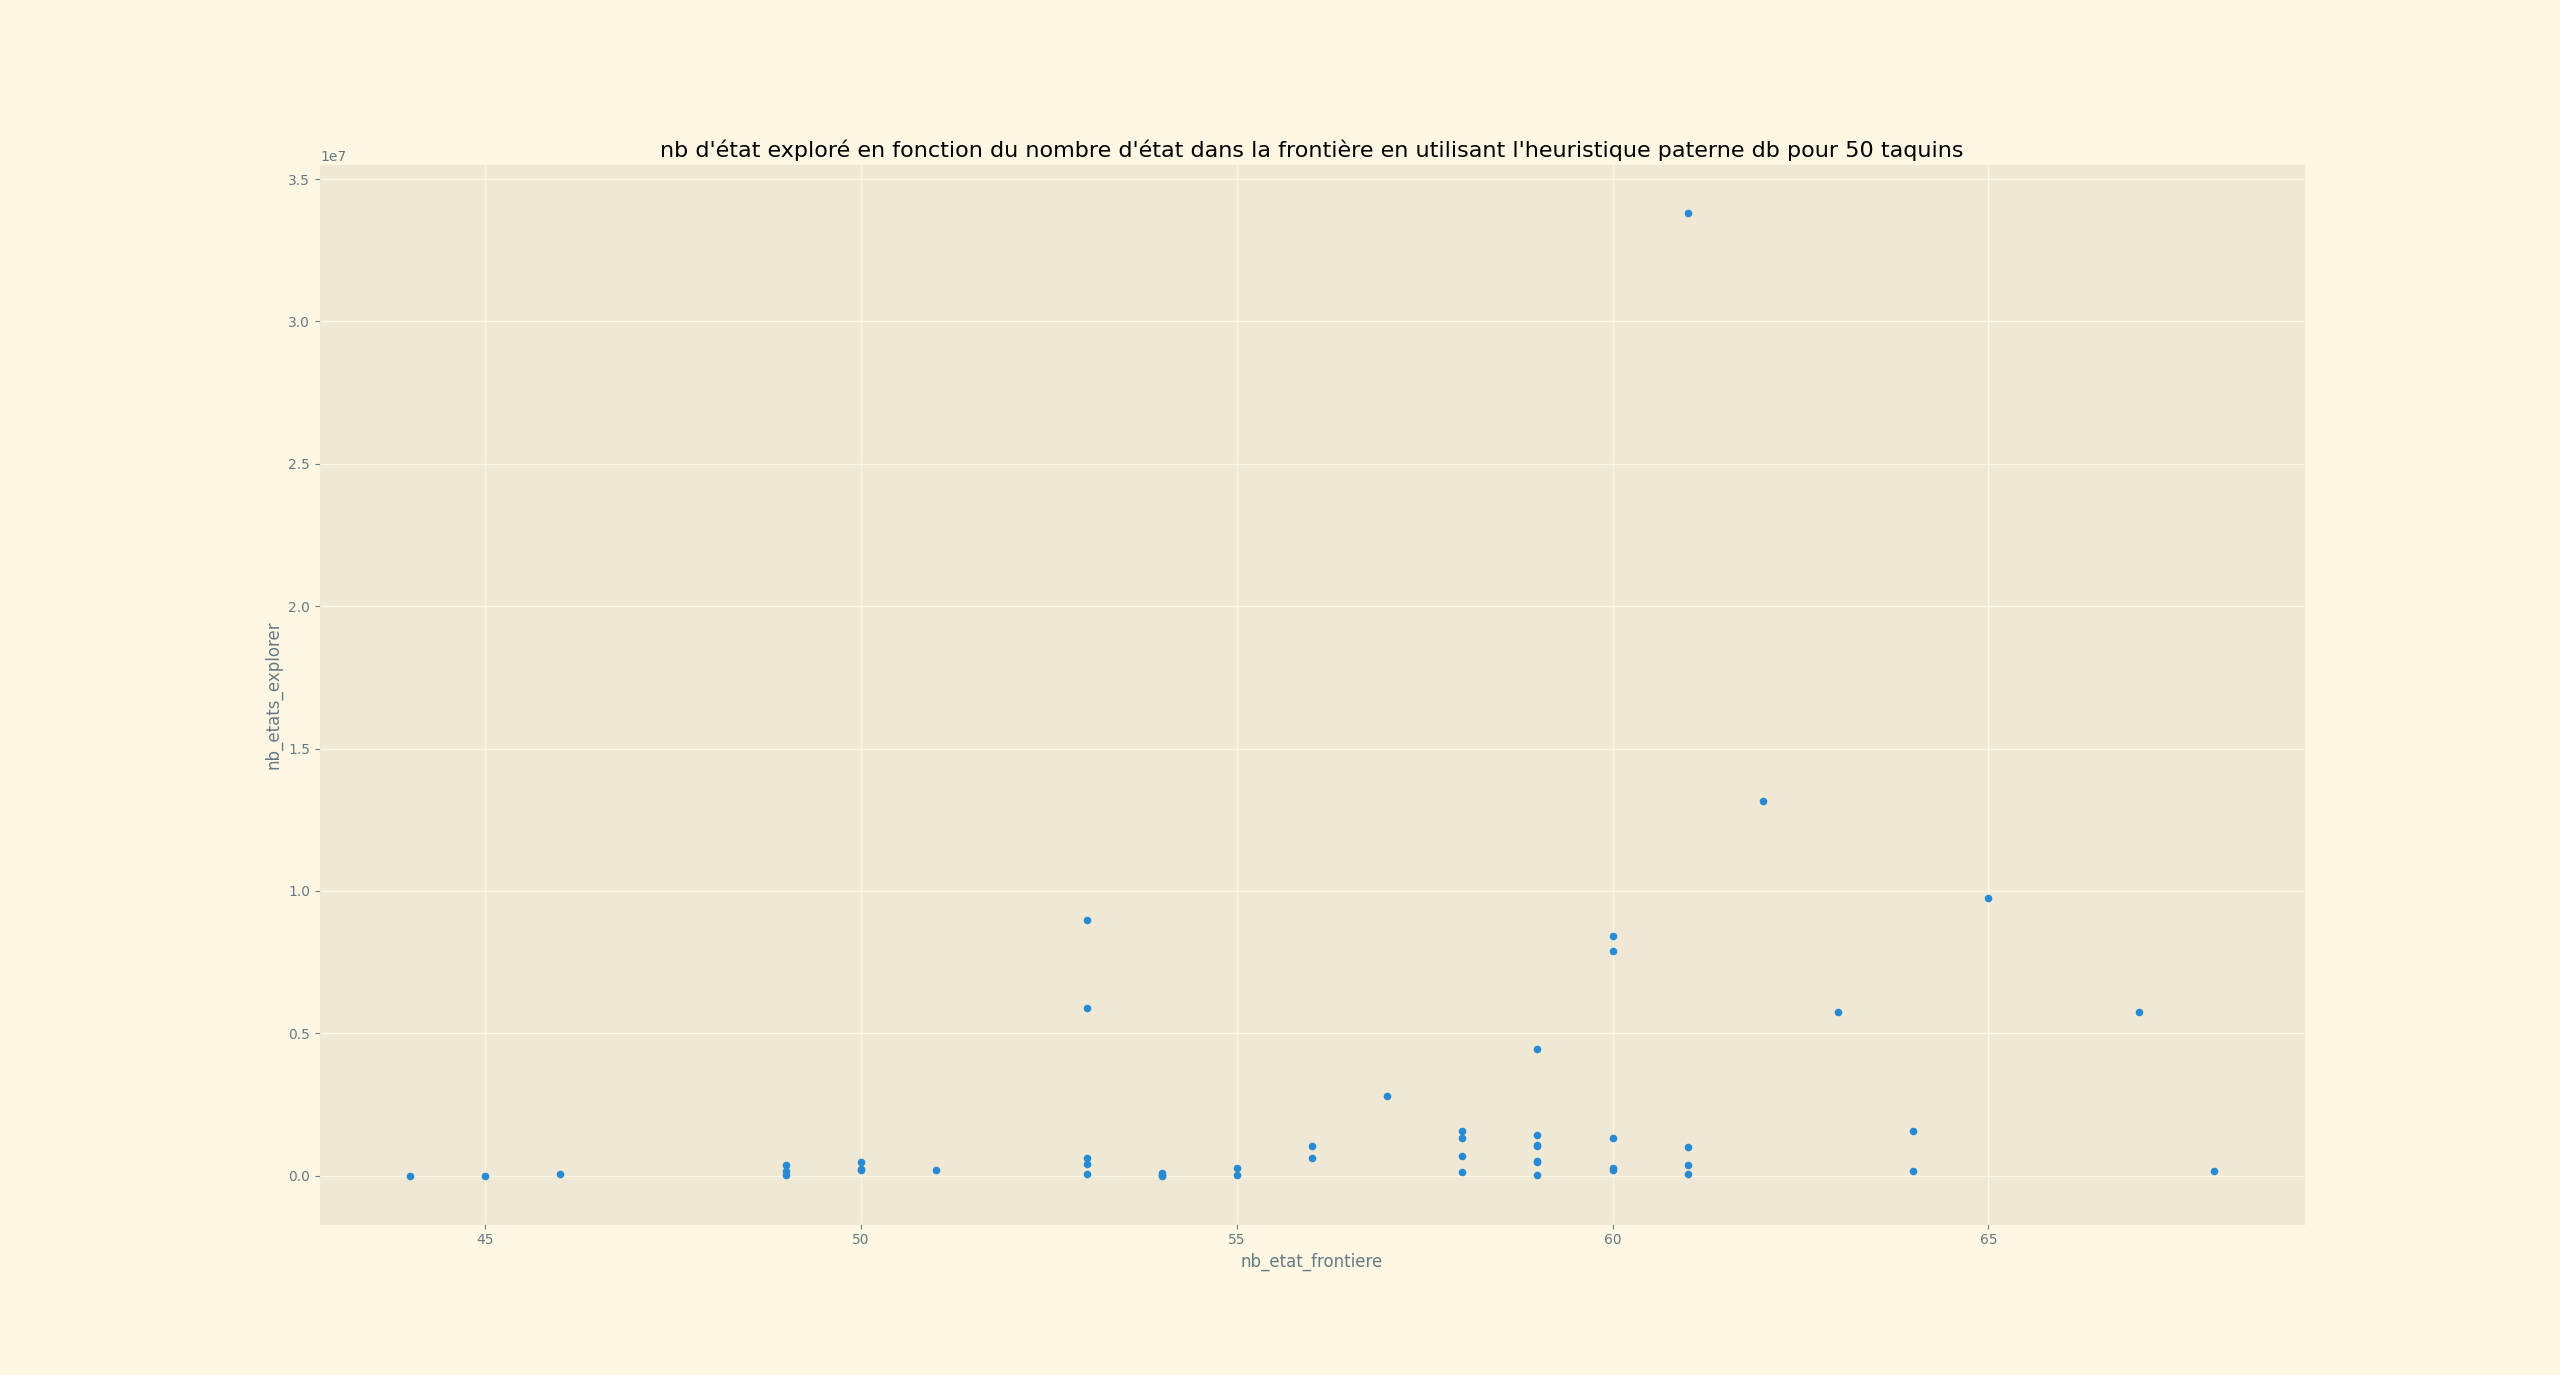 nb d'état exploré en fonction du nombre d'état dans la frontière en utilisant l'heuristique paterne db pour 50 taquins
1e7
3.5
3.0
2.5
2.0
1.5
1.0
0.5
0.0
nb_etats_explorer
45 50 55 60 65
nb_etat_frontiere